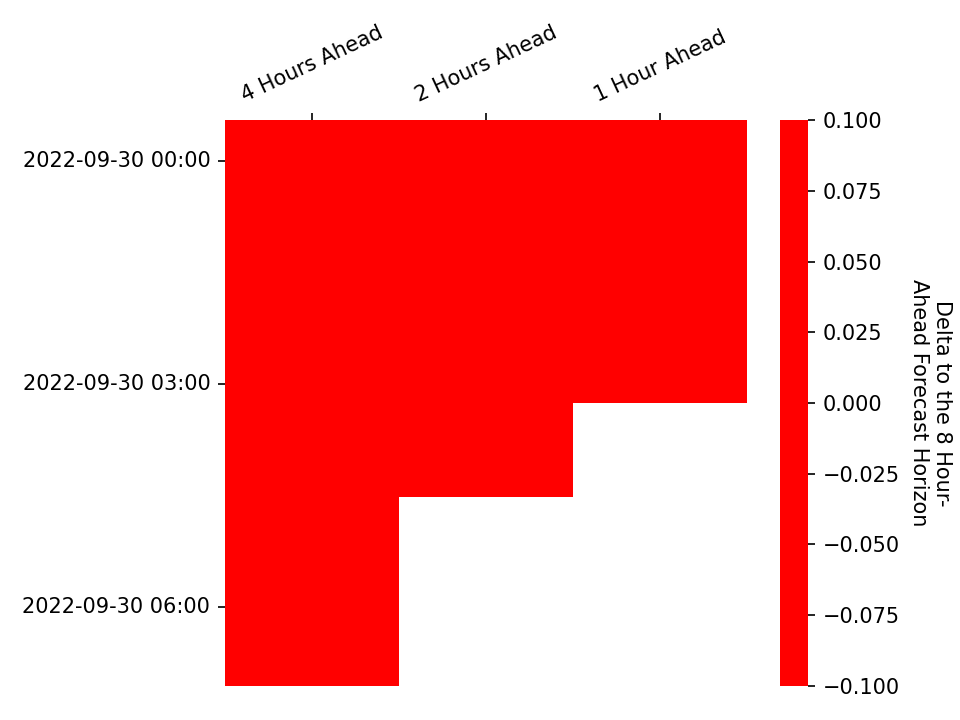 4 Hours Ahead
2 Hours Ahead
1 Hour Ahead
2022-09-30 00:00
2022-09-30 03:00
2022-09-30 06:00
0.100
0.075
0.050
0.025
0.000
−0.025
−0.050
−0.075
−0.100
Delta to the 8 Hour-
Ahead Forecast Horizon